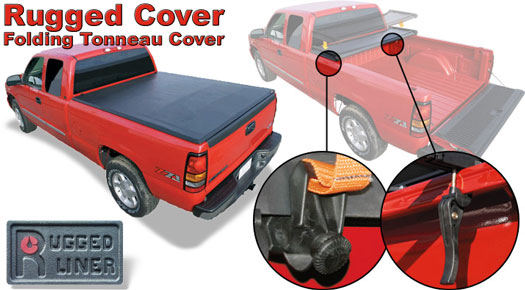 Rugged Cover
Folding Tonneau Cover
Z71
RUGGED
LINER